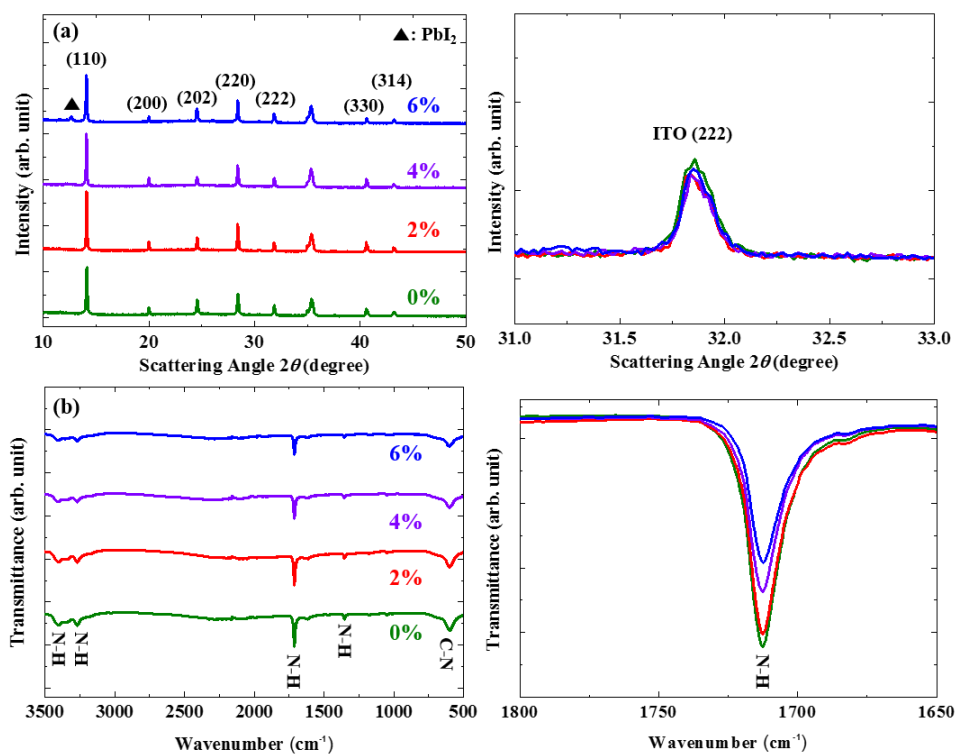 (a)
▲: PbI₂
(110)
(200)
(202)
(220)
(222)
(330)
(314)
6%
4%
2%
0%
Intensity (arb. unit)
10 20 30 40 50
Scattering Angle 2θ (degree)
ITO (222)
Intensity (arb. unit)
31.0 31.5 32.0 32.5 33.0
Scattering Angle 2θ (degree)
(b)
6%
4%
2%
0%
N-H
N-H
N-H
N-H
C-N
Transmittance (arb. unit)
3500 3000 2500 2000 1500 1000 500
Wavenumber (cm⁻¹)
N-H
Transmittance (arb. unit)
1800 1750 1700 1650
Wavenumber (cm⁻¹)